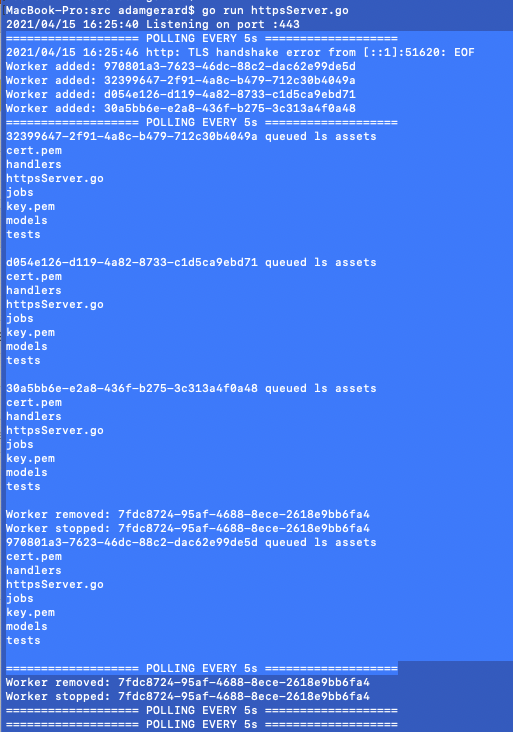 MacBook-Pro:src adamgerard$ go run httpsServer.go
2021/04/15 16:25:40 Listening on port :443
=================== POLLING EVERY 5s ===================
2021/04/15 16:25:46 http: TLS handshake error from [::1]:51620: EOF
Worker added: 970801a3-7623-46dc-88c2-dac62e99de5d
Worker added: 32399647-2f91-4a8c-b479-712c30b4049a
Worker added: d054e126-d119-4a82-8733-c1d5ca9ebd71
Worker added: 30a5bb6e-e2a8-436f-b275-3c313a4f0a48
=================== POLLING EVERY 5s ===================
32399647-2f91-4a8c-b479-712c30b4049a queued ls assets
cert.pem
handlers
httpsServer.go
jobs
key.pem
models
tests
d054e126-d119-4a82-8733-c1d5ca9ebd71 queued ls assets
cert.pem
handlers
httpsServer.go
jobs
key.pem
models
tests
30a5bb6e-e2a8-436f-b275-3c313a4f0a48 queued ls assets
cert.pem
handlers
httpsServer.go
jobs
key.pem
models
tests
Worker removed: 7fdc8724-95af-4688-8ece-2618e9bb6fa4
Worker stopped: 7fdc8724-95af-4688-8ece-2618e9bb6fa4
970801a3-7623-46dc-88c2-dac62e99de5d queued ls assets
cert.pem
handlers
httpsServer.go
jobs
key.pem
models
tests
=================== POLLING EVERY 5s ===================
Worker removed: 7fdc8724-95af-4688-8ece-2618e9bb6fa4
Worker stopped: 7fdc8724-95af-4688-8ece-2618e9bb6fa4
=================== POLLING EVERY 5s ===================
=================== POLLING EVERY 5s ===================